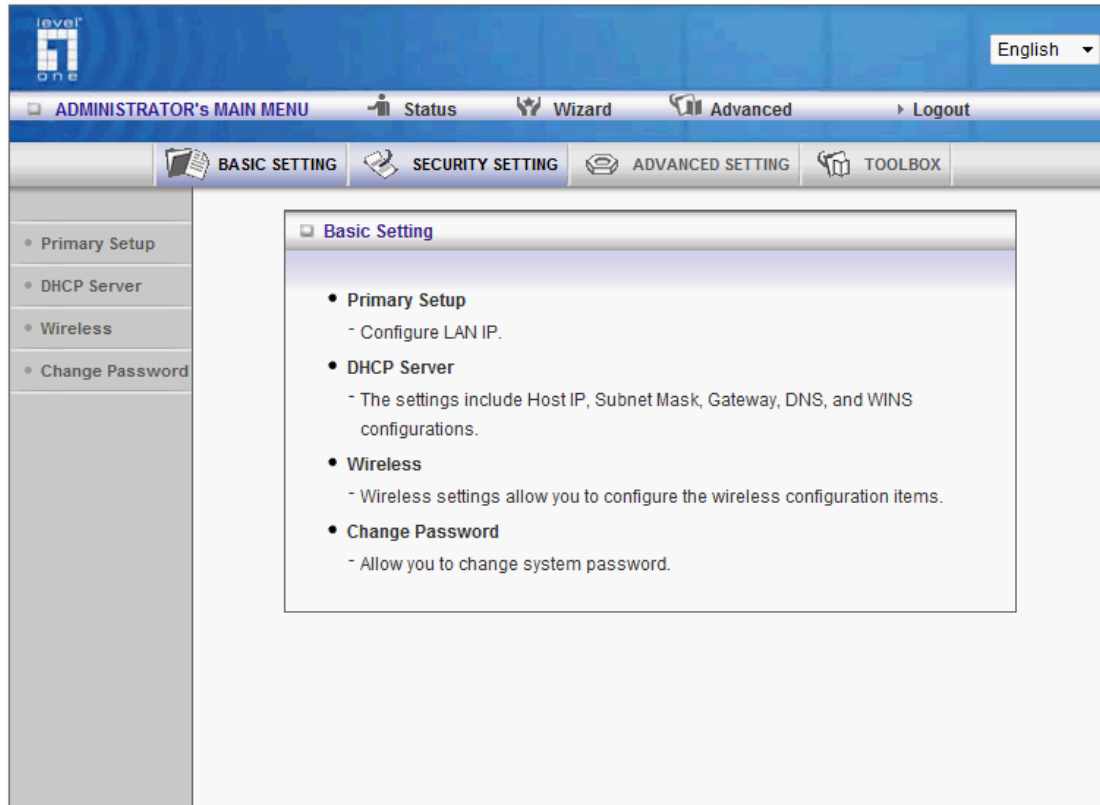 level
one
English
ADMINISTRATOR's MAIN MENU Status Wizard Advanced Logout
BASIC SETTING SECURITY SETTING ADVANCED SETTING TOOLBOX
Primary Setup
DHCP Server
Wireless
Change Password
Basic Setting
Primary Setup
- Configure LAN IP.
DHCP Server
- The settings include Host IP, Subnet Mask, Gateway, DNS, and WINS
configurations.
Wireless
- Wireless settings allow you to configure the wireless configuration items.
Change Password
- Allow you to change system password.